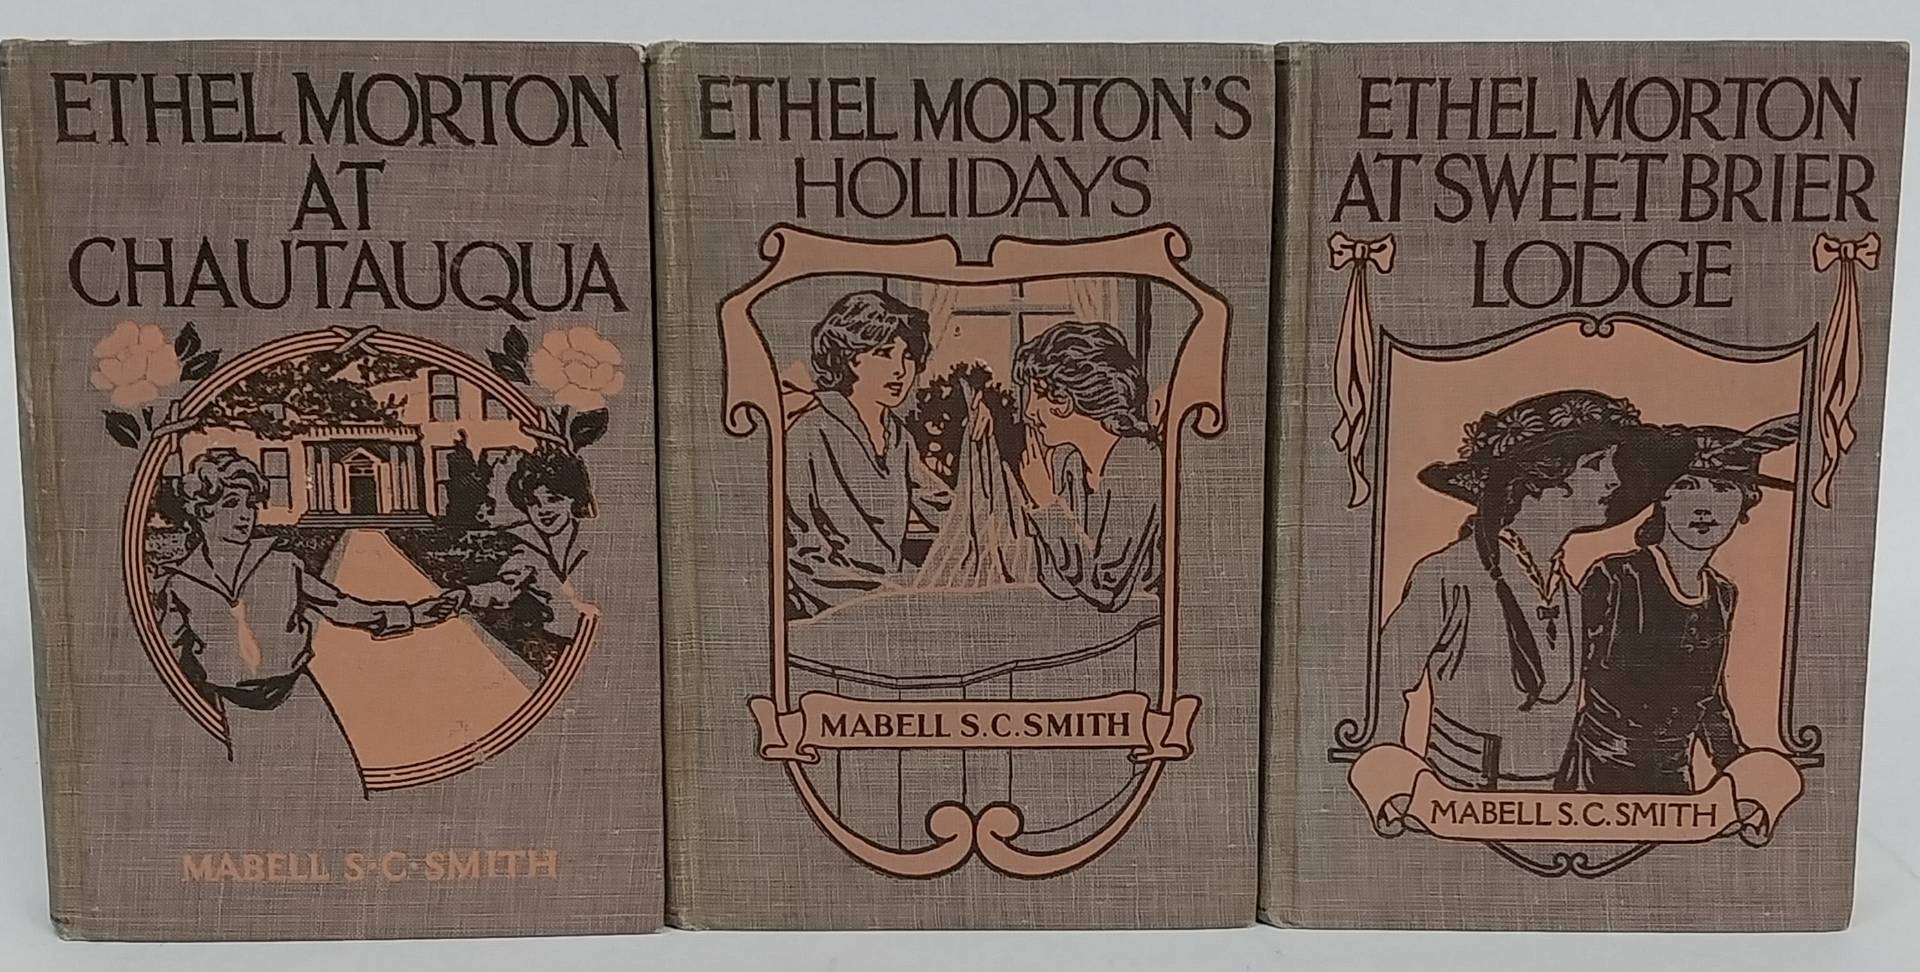 ETHEL MORTON
AT
CHAUTAUQUA
MABELL S·C·SMITH
ETHEL MORTON'S
HOLIDAYS
MABELL S.C.SMITH
ETHEL MORTON
AT SWEET BRIER
LODGE
MABELL S.C.SMITH